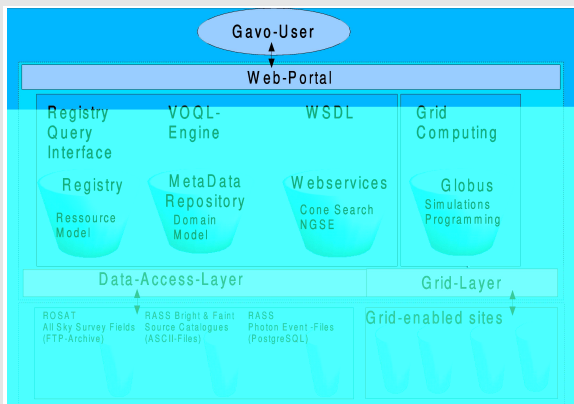 Gavo-User
Web-Portal
Registry
Query
Interface
VOQL-
Engine
WSDL
Grid
Computing
Registry
Ressource
Model
MetaData
Repository
Domain
Model
Webservices
Cone Search
NGSE
Globus
Simulations
Programming
Data-Access-Layer
Grid-Layer
ROSAT
All Sky Survey Fields
(FTP-Archive)
RASS Bright & Faint
Source Catalogues
(ASCII-Files)
RASS
Photon Event-Files
(PostgreSQL)
Grid-enabled sites